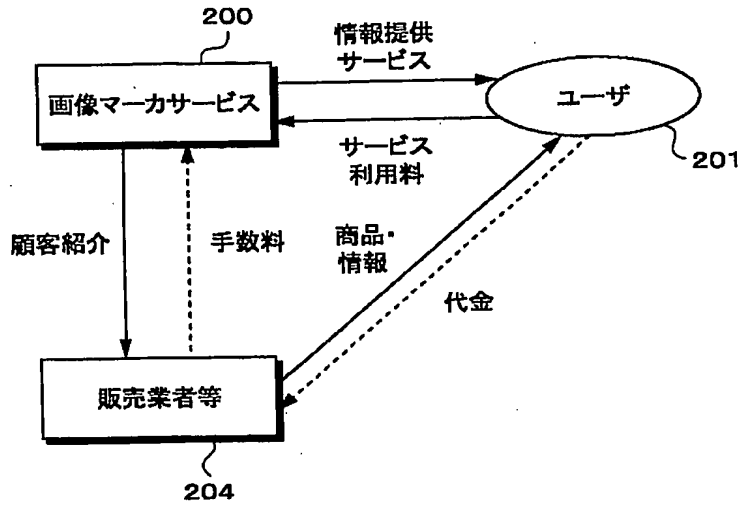 200
情報提供
サービス
画像マーカサービス
ユーザ
サービス
利用料
201
顧客紹介
手数料
商品・
情報
代金
販売業者等
204